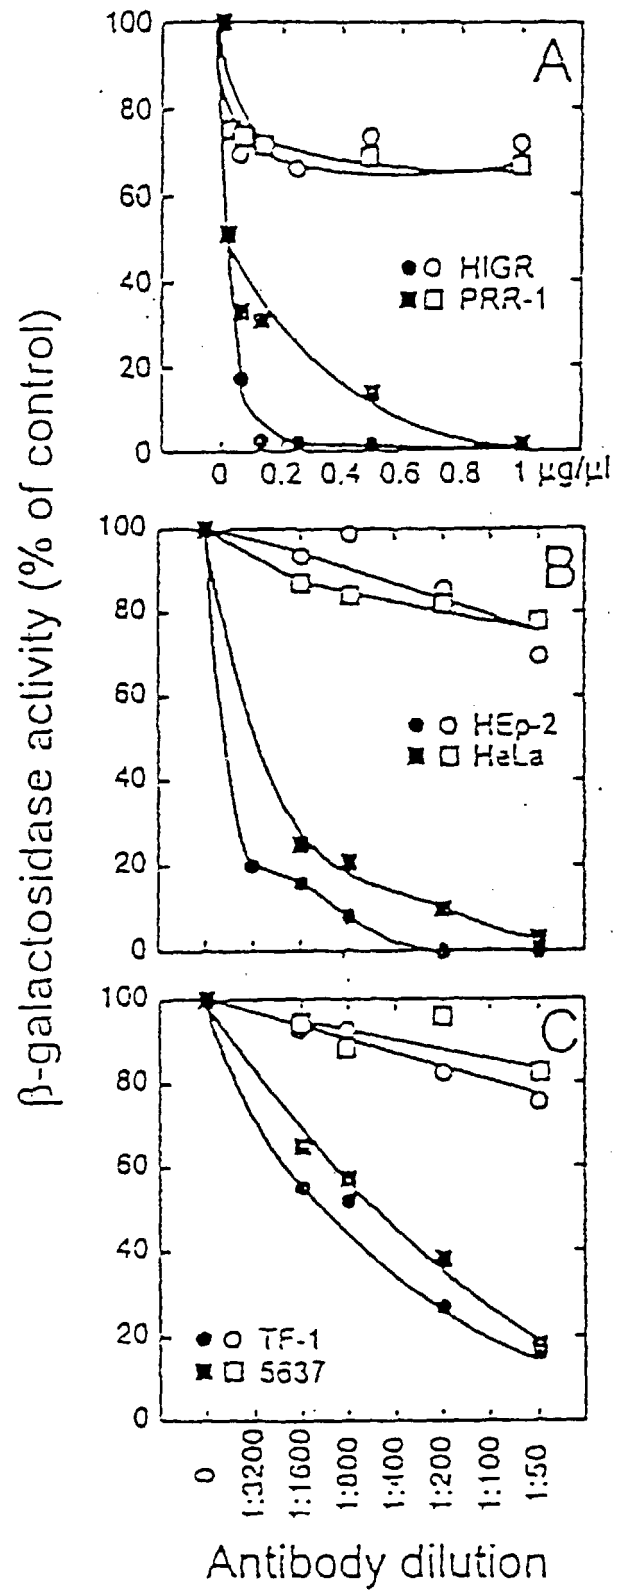 β-galactosidase activity (% of control)
100
80
60
40
20
0
A
HIGR
PRR-1
0 0.2 0.4 0.6 0.8 1 µg/µl
100
80
60
40
20
0
B
HEp-2
HeLa
100
80
60
40
20
0
C
TF-1
5637
0 1:3200 1:1600 1:800 1:400 1:200 1:100 1:50
Antibody dilution